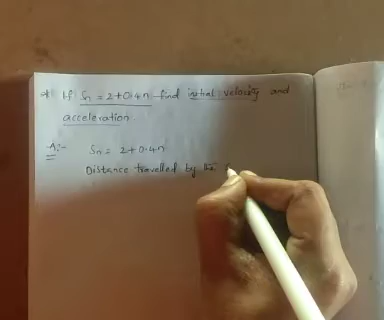 * If Sn = 2+0.4n find initial velocity and
acceleration.
A:- Sn = 2+0.4n
Distance travelled by the